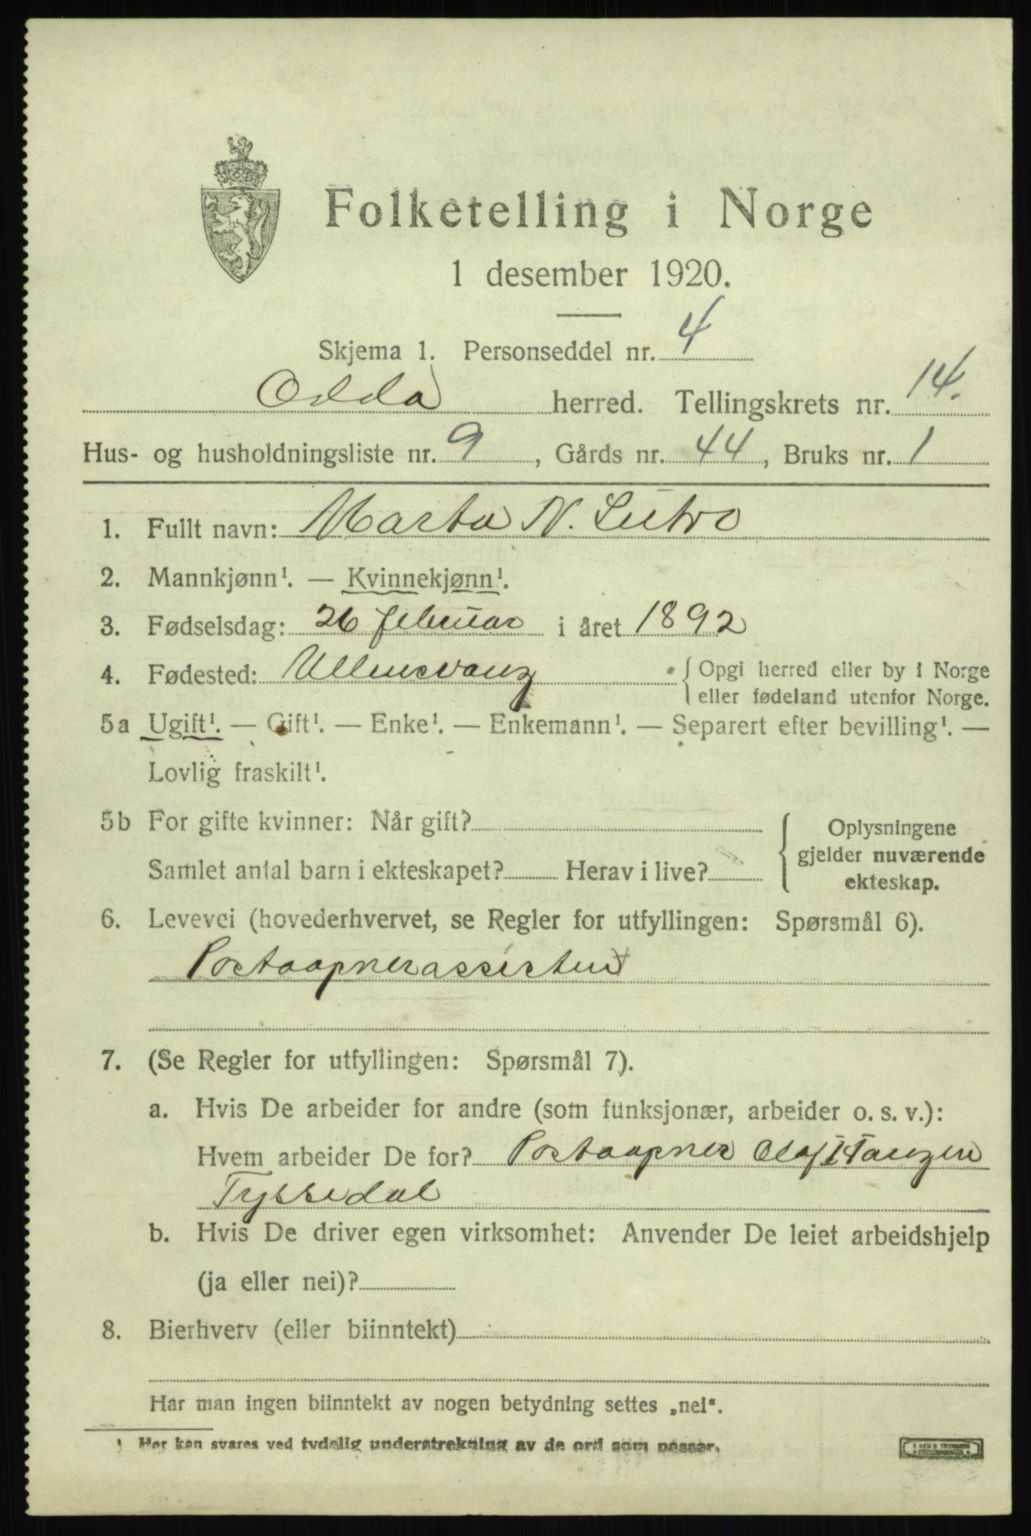 Folketelling i Norge
1 desember 1920.
Skjema 1. Personseddel nr. 4
Odda herred. Tellingskrets nr. 14.
Hus- og husholdningsliste nr. 9, Gårds nr. 44, Bruks nr. 1
1. Fullt navn: Marta N. Lutro
2. Mannkjønn¹. — Kvinnekjønn¹.
3. Fødselsdag: 26 februar i året 1892
4. Fødested: Ullensvang { Opgi herred eller by i Norge
eller fødeland utenfor Norge.
5a Ugift¹. — Gift¹. — Enke¹. — Enkemann¹. — Separert efter bevilling¹. —
Lovlig fraskilt¹.
5b For gifte kvinner: Når gift?
Samlet antal barn i ekteskapet? Herav i live?
Oplysningene
gjelder nuværende
ekteskap.
6. Levevei (hovederhvervet, se Regler for utfyllingen: Spørsmål 6).
Postaapnerassistent
7. (Se Regler for utfyllingen: Spørsmål 7).
a. Hvis De arbeider for andre (som funksjonær, arbeider o. s. v.):
Hvem arbeider De for? Postaapner Olaf Tangen
Tyssedal
b. Hvis De driver egen virksomhet: Anvender De leiet arbeidshjelp
(ja eller nei)?
8. Bierhverv (eller biinntekt)
Har man ingen biinntekt av nogen betydning settes „nei“.
¹ Her kan svares ved tydelig understrekning av de ord som passer.